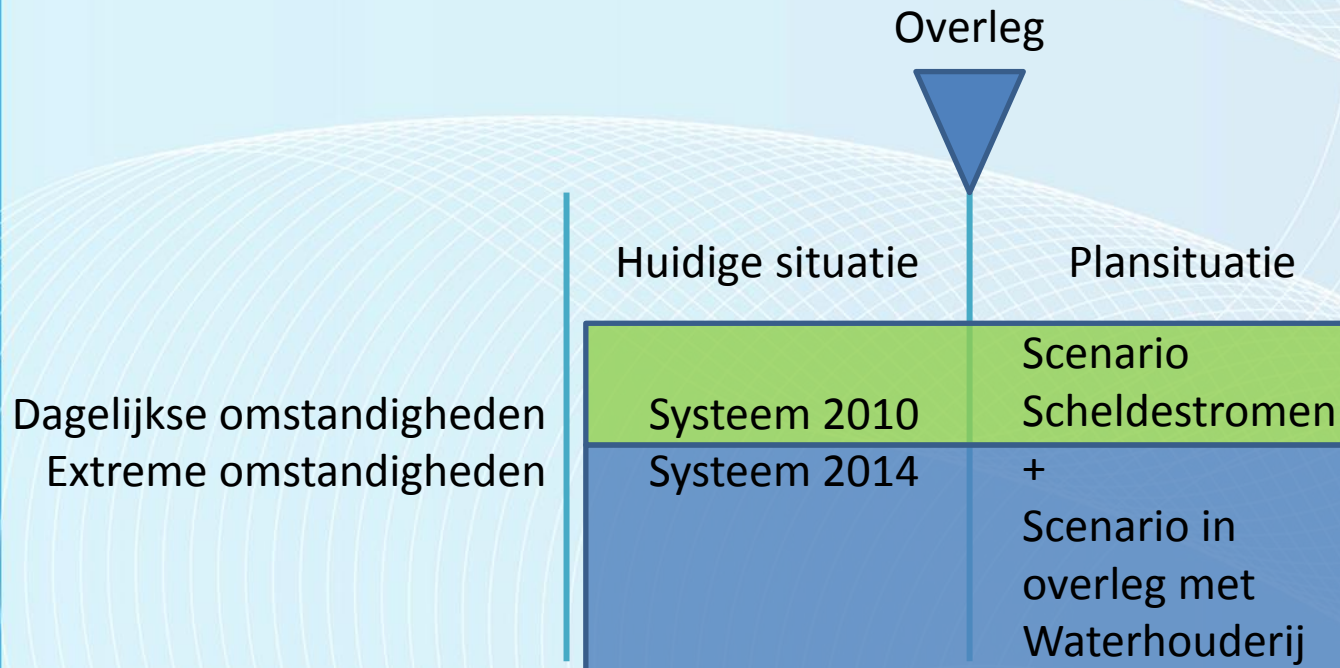 Overleg
Huidige situatie Plansituatie
Scenario
Dagelijkse omstandigheden Systeem 2010 Scheldestromen
Extreme omstandigheden Systeem 2014 +
Scenario in
overleg met
Waterhouderij